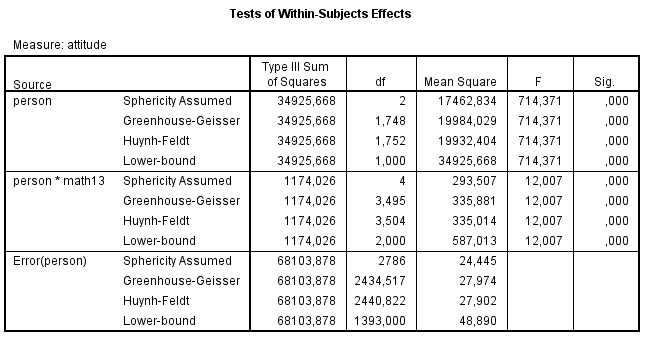 Tests of Within-Subjects Effects
Measure: attitude
Source Type III Sum of Squares df Mean Square F Sig.
person Sphericity Assumed 34925,668 2 17462,834 714,371 ,000
Greenhouse-Geisser 34925,668 1,748 19984,029 714,371 ,000
Huynh-Feldt 34925,668 1,752 19932,404 714,371 ,000
Lower-bound 34925,668 1,000 34925,668 714,371 ,000
person * math13 Sphericity Assumed 1174,026 4 293,507 12,007 ,000
Greenhouse-Geisser 1174,026 3,495 335,881 12,007 ,000
Huynh-Feldt 1174,026 3,504 335,014 12,007 ,000
Lower-bound 1174,026 2,000 587,013 12,007 ,000
Error(person) Sphericity Assumed 68103,878 2786 24,445
Greenhouse-Geisser 68103,878 2434,517 27,974
Huynh-Feldt 68103,878 2440,822 27,902
Lower-bound 68103,878 1393,000 48,890